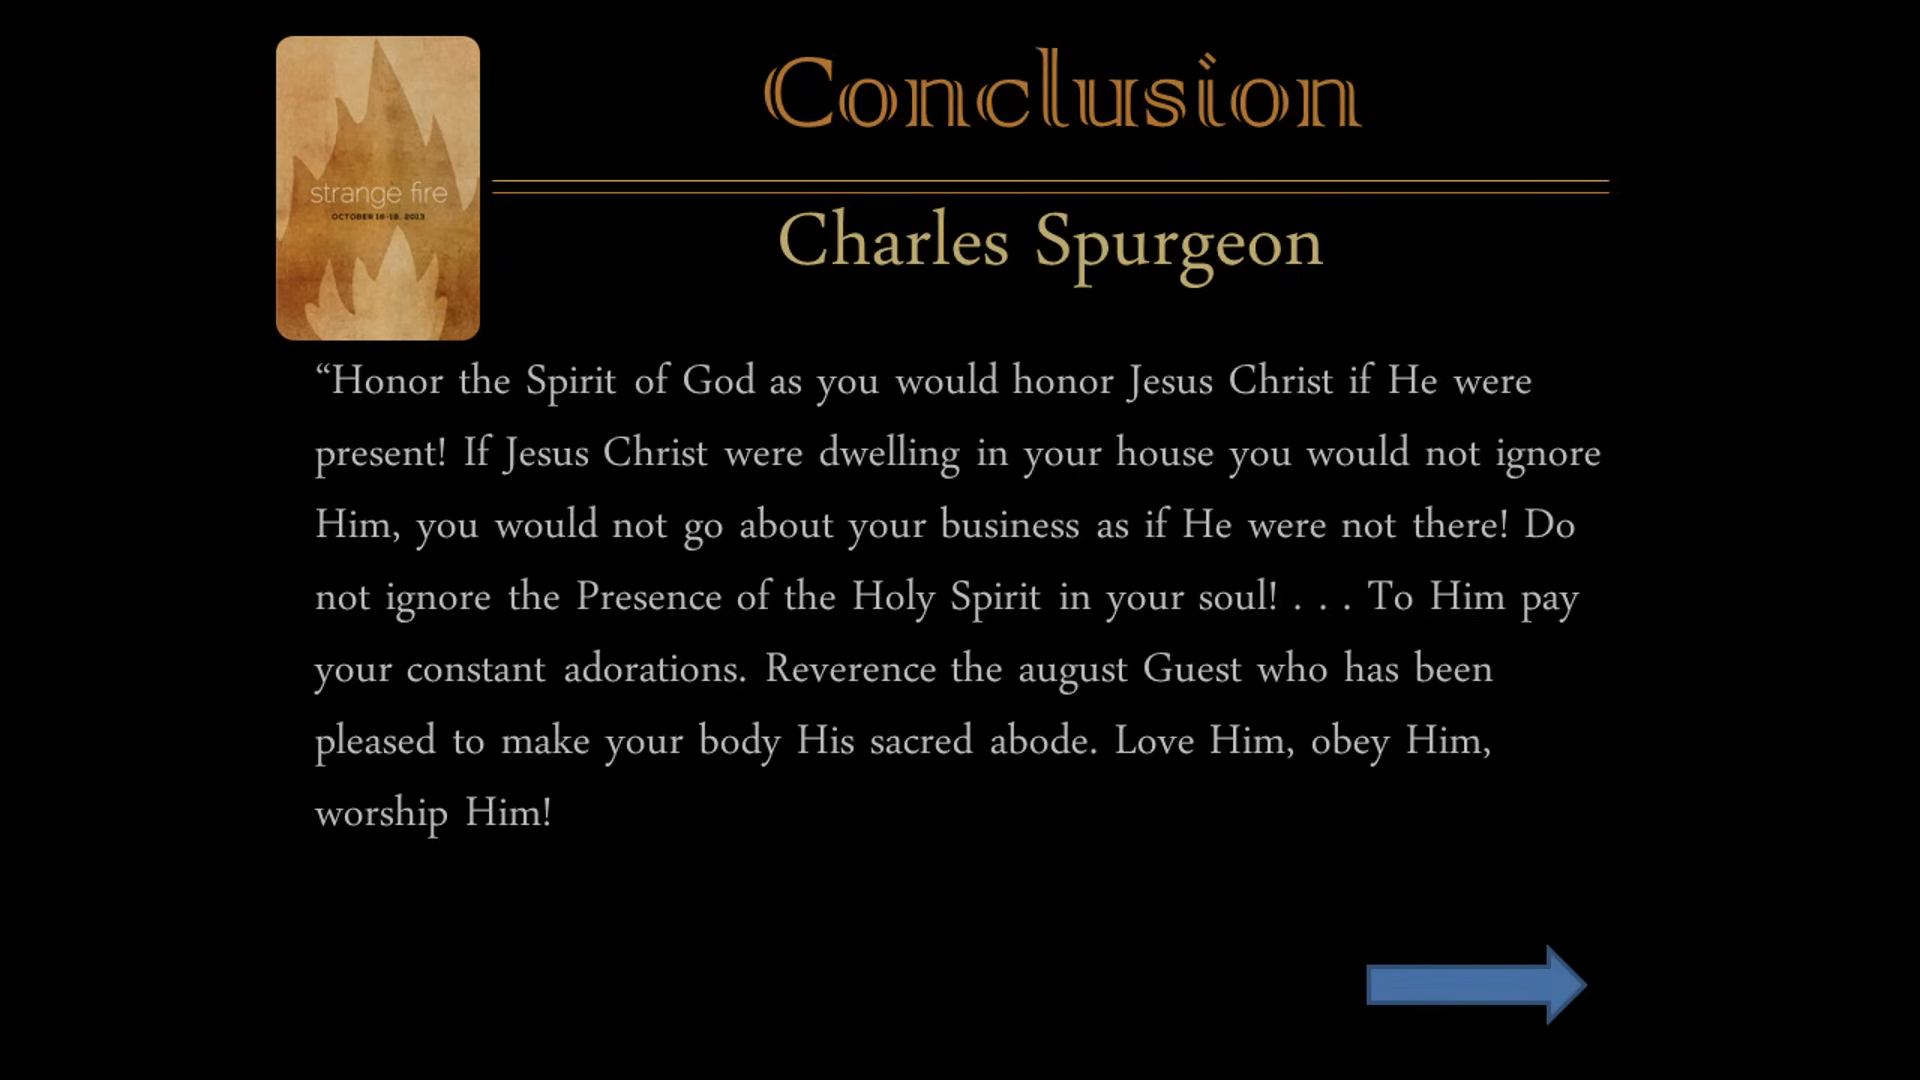 Conclusion
strange fire
OCTOBER 16-18, 2013
Charles Spurgeon
“Honor the Spirit of God as you would honor Jesus Christ if He were
present! If Jesus Christ were dwelling in your house you would not ignore
Him, you would not go about your business as if He were not there! Do
not ignore the Presence of the Holy Spirit in your soul! . . . To Him pay
your constant adorations. Reverence the august Guest who has been
pleased to make your body His sacred abode. Love Him, obey Him,
worship Him!